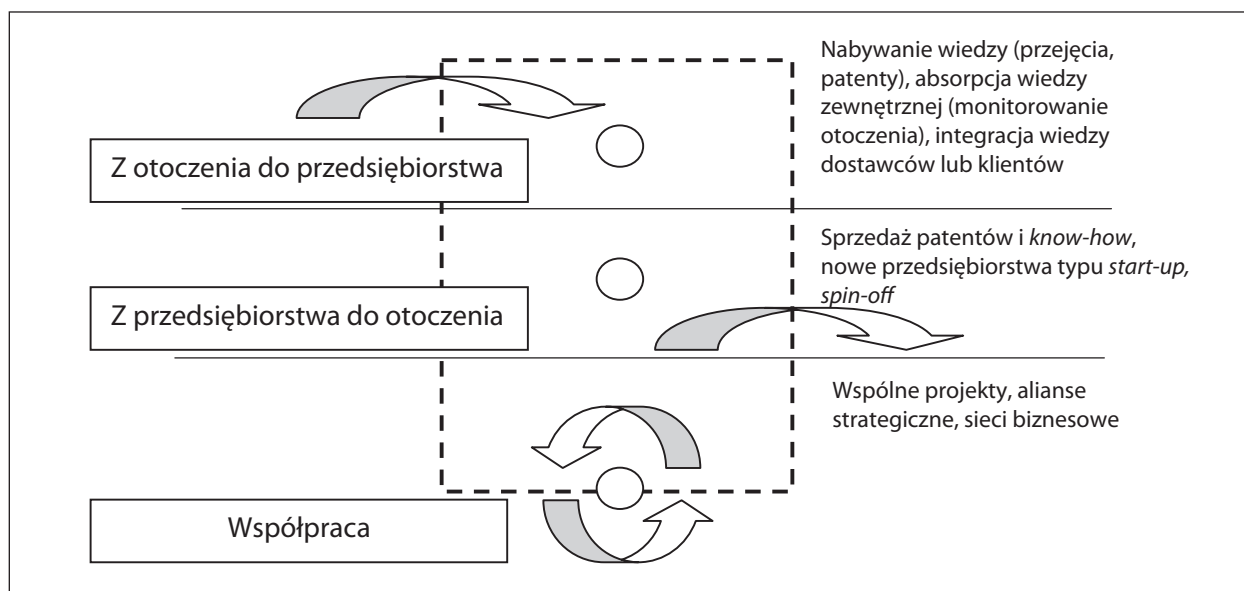 Nabywanie wiedzy (przejęcia,
patenty), absorpcja wiedzy
zewnętrznej (monitorowanie
otoczenia), integracja wiedzy
dostawców lub klientów
Z otoczenia do przedsiębiorstwa
Sprzedaż patentów i know-how,
nowe przedsiębiorstwa typu start-up,
spin-off
Z przedsiębiorstwa do otoczenia
Wspólne projekty, alianse
strategiczne, sieci biznesowe
Współpraca